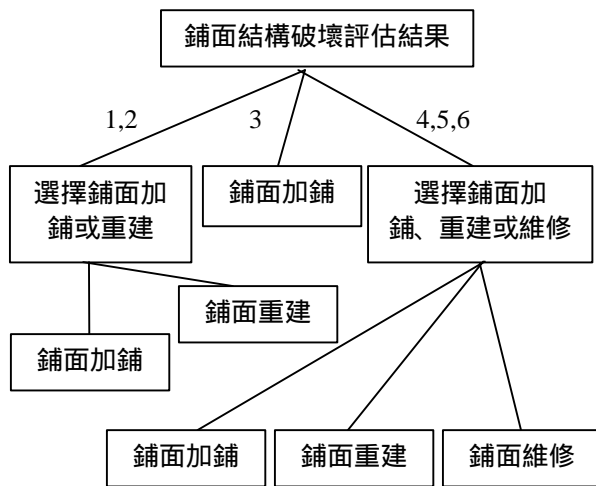 鋪面結構破壞評估結果
1,2
3
4,5,6
選擇鋪面加
鋪或重建
鋪面加鋪
選擇鋪面加
鋪、重建或維修
鋪面重建
鋪面加鋪
鋪面加鋪
鋪面重建
鋪面維修